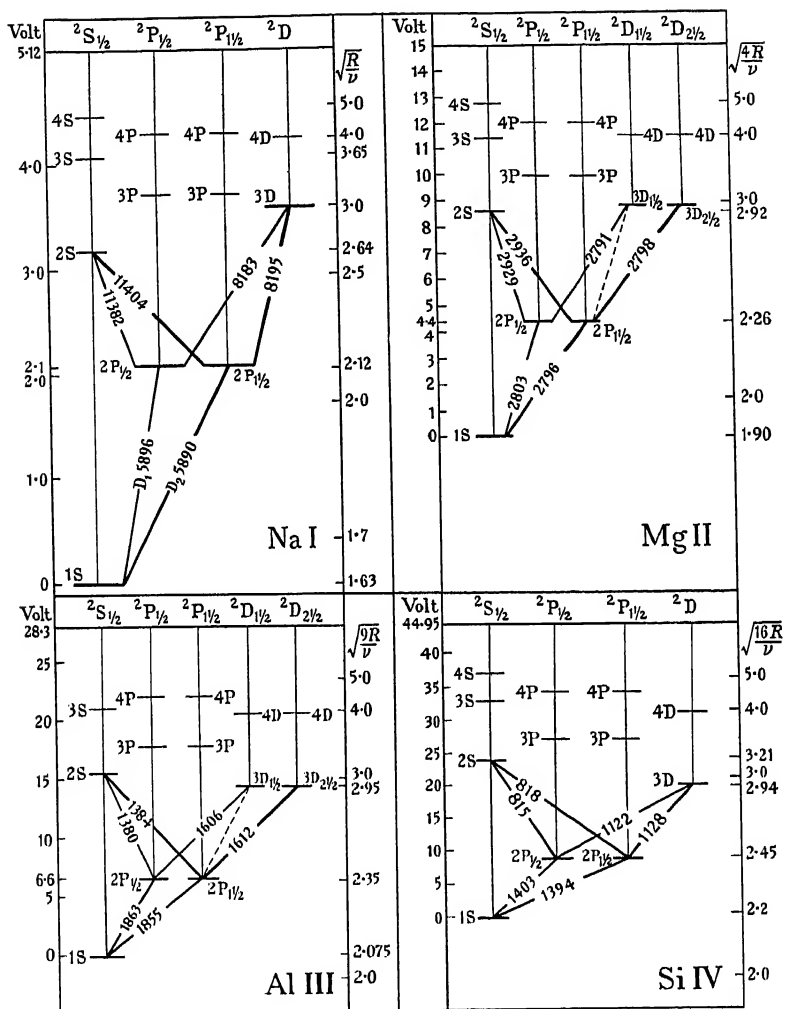 Volt ²S½ ²P½ ²P1½ ²D
5·12
√R/ν
5·0
4S
4P 4P 4D 4·0
3·65
4·0 3S
3P 3P 3D 3·0
2S 2·64
3·0 2·5
11382 11404 8183 8195
2P½ 2P1½ 2·12
2·1
2·0 2·0
D₁ 5896 D₂ 5890
1·0
1·7
Na I
1S
0 1·63
Volt ²S½ ²P½ ²P1½ ²D1½ ²D2½
15
√4R/ν
14
13 4S 5·0
12 4P 4P 4D 4D 4·0
11 3S
10 3P 3P
9 3D1½ 3D2½ 3·0
2S 2·92
8
2929 2936 2791 2798
7
6
5
4·4 2P½ 2P1½ 2·26
4
3
2803 2796
2 2·0
1
0 1S 1·90
Mg II
Volt ²S½ ²P½ ²P1½ ²D1½ ²D2½
28·3
√9R/ν
25
5·0
4P 4P
20 3S 4D 4D 4·0
3P 3P
15 2S 3D1½ 3D2½ 3·0
2·95
1380 1384 1606 1612
10
6·6 2P½ 2P1½ 2·35
5
1863 1855
0 1S 2·075
2·0
Al III
Volt ²S½ ²P½ ²P1½ ²D
44·95
√16R/ν
40
4S 5·0
35 4P 4P
3S 4D 4·0
30
3P 3P
25 2S 3·21
3·0
20 3D 2·94
815 818 1122 1128
15
10 2P½ 2P1½ 2·45
5
1403 1394
0 1S 2·2
2·0
Si IV